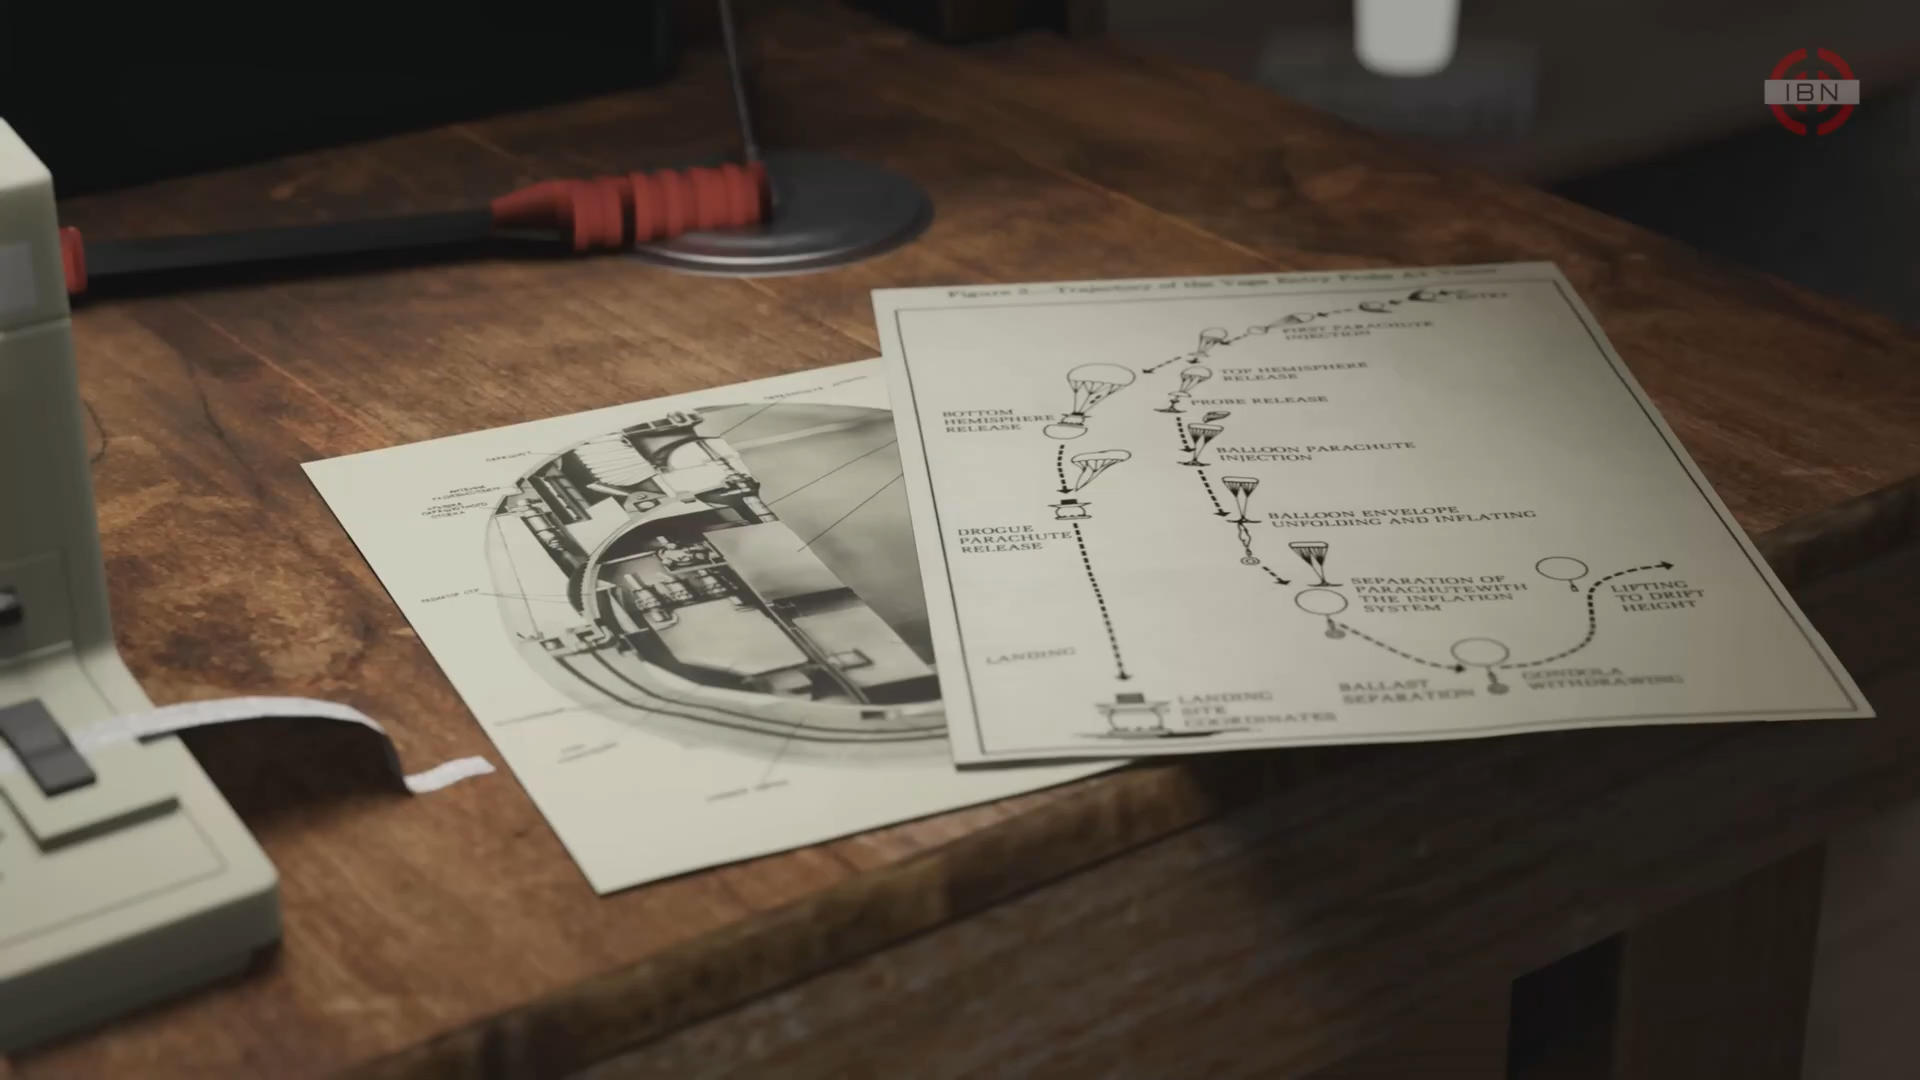 IBN
Figure 2. Trajectory of the Vega Entry Probe At Venus
ENTRY
FIRST PARACHUTE
INJECTION
TOP HEMISPHERE
RELEASE
PROBE RELEASE
BOTTOM
HEMISPHERE
RELEASE
BALLOON PARACHUTE
INJECTION
BALLOON ENVELOPE
UNFOLDING AND INFLATING
DROGUE
PARACHUTE
RELEASE
SEPARATION OF
PARACHUTEWITH
THE INFLATION
SYSTEM
LIFTING
TO DRIFT
HEIGHT
LANDING
BALLAST
SEPARATION
GONDOLA
WITHDRAWING
LANDING
SITE
COORDINATES
ПАРАШЮТ